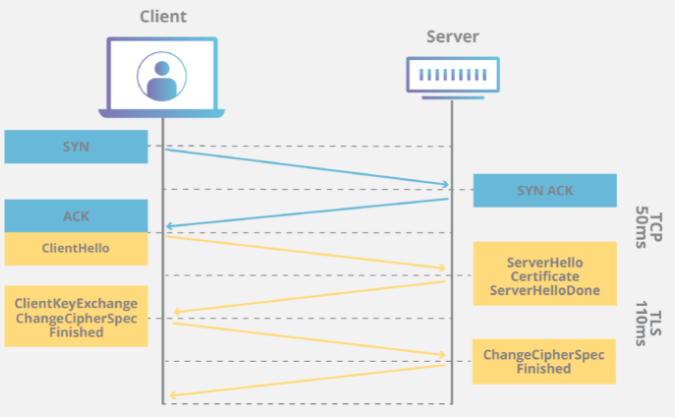 Client
Server
SYN
SYN ACK
ACK
ClientHello
ServerHello
Certificate
ServerHelloDone
ClientKeyExchange
ChangeCipherSpec
Finished
ChangeCipherSpec
Finished
TCP
50ms
TLS
110ms